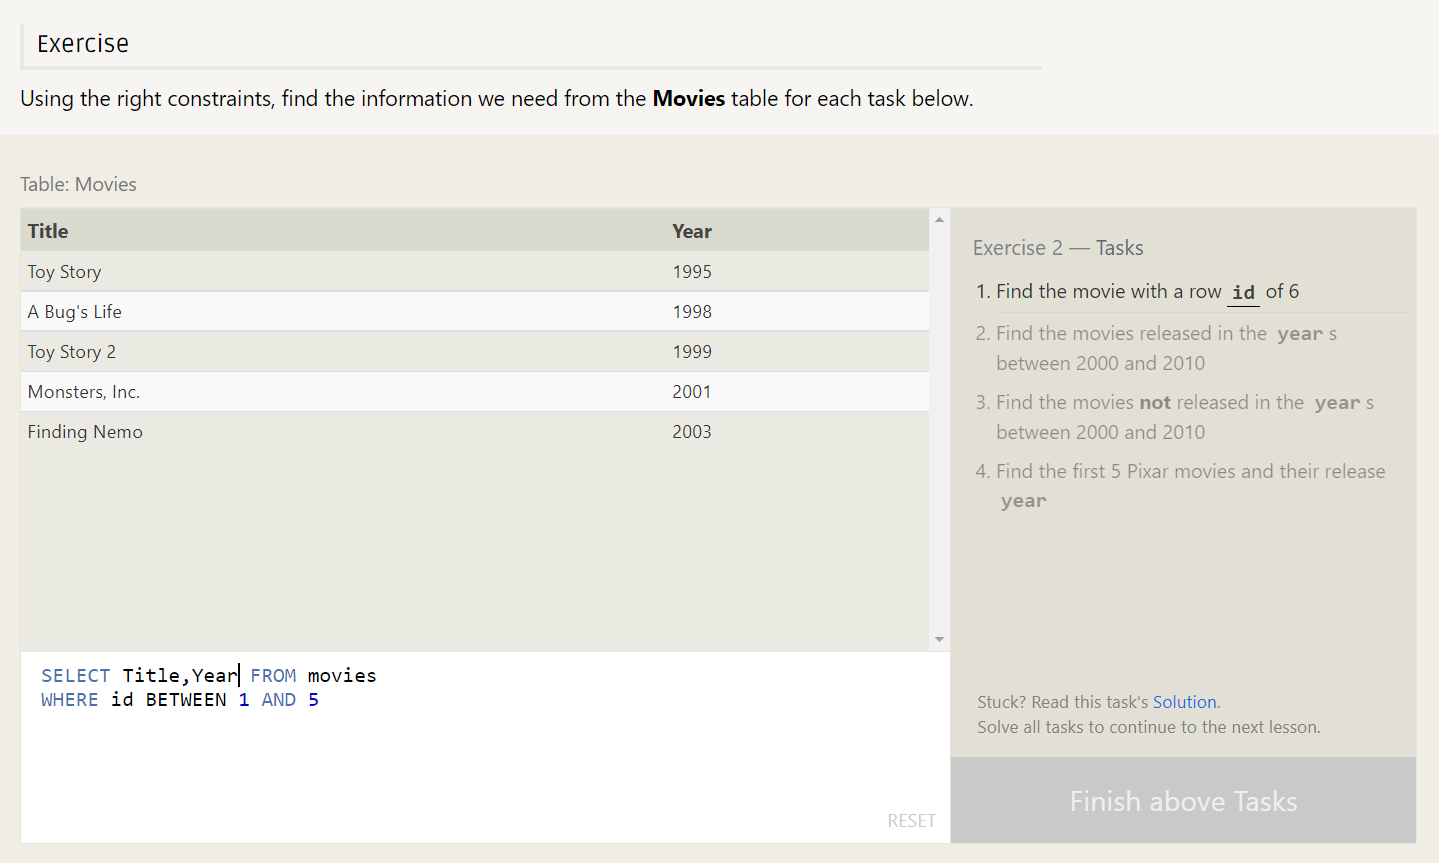 Exercise
Using the right constraints, find the information we need from the Movies table for each task below.
Table: Movies
Title Year
Toy Story 1995
A Bug's Life 1998
Toy Story 2 1999
Monsters, Inc. 2001
Finding Nemo 2003
SELECT Title,Year FROM movies
WHERE id BETWEEN 1 AND 5
RESET
Exercise 2 — Tasks
1. Find the movie with a row id of 6
2. Find the movies released in the year s
between 2000 and 2010
3. Find the movies not released in the year s
between 2000 and 2010
4. Find the first 5 Pixar movies and their release
year
Stuck? Read this task's Solution.
Solve all tasks to continue to the next lesson.
Finish above Tasks